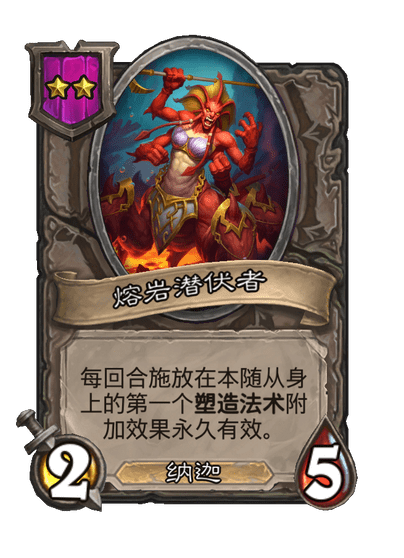 熔岩潜伏者
每回合施放在本随从身
上的第一个塑造法术附
加效果永久有效。
2
纳迦
5